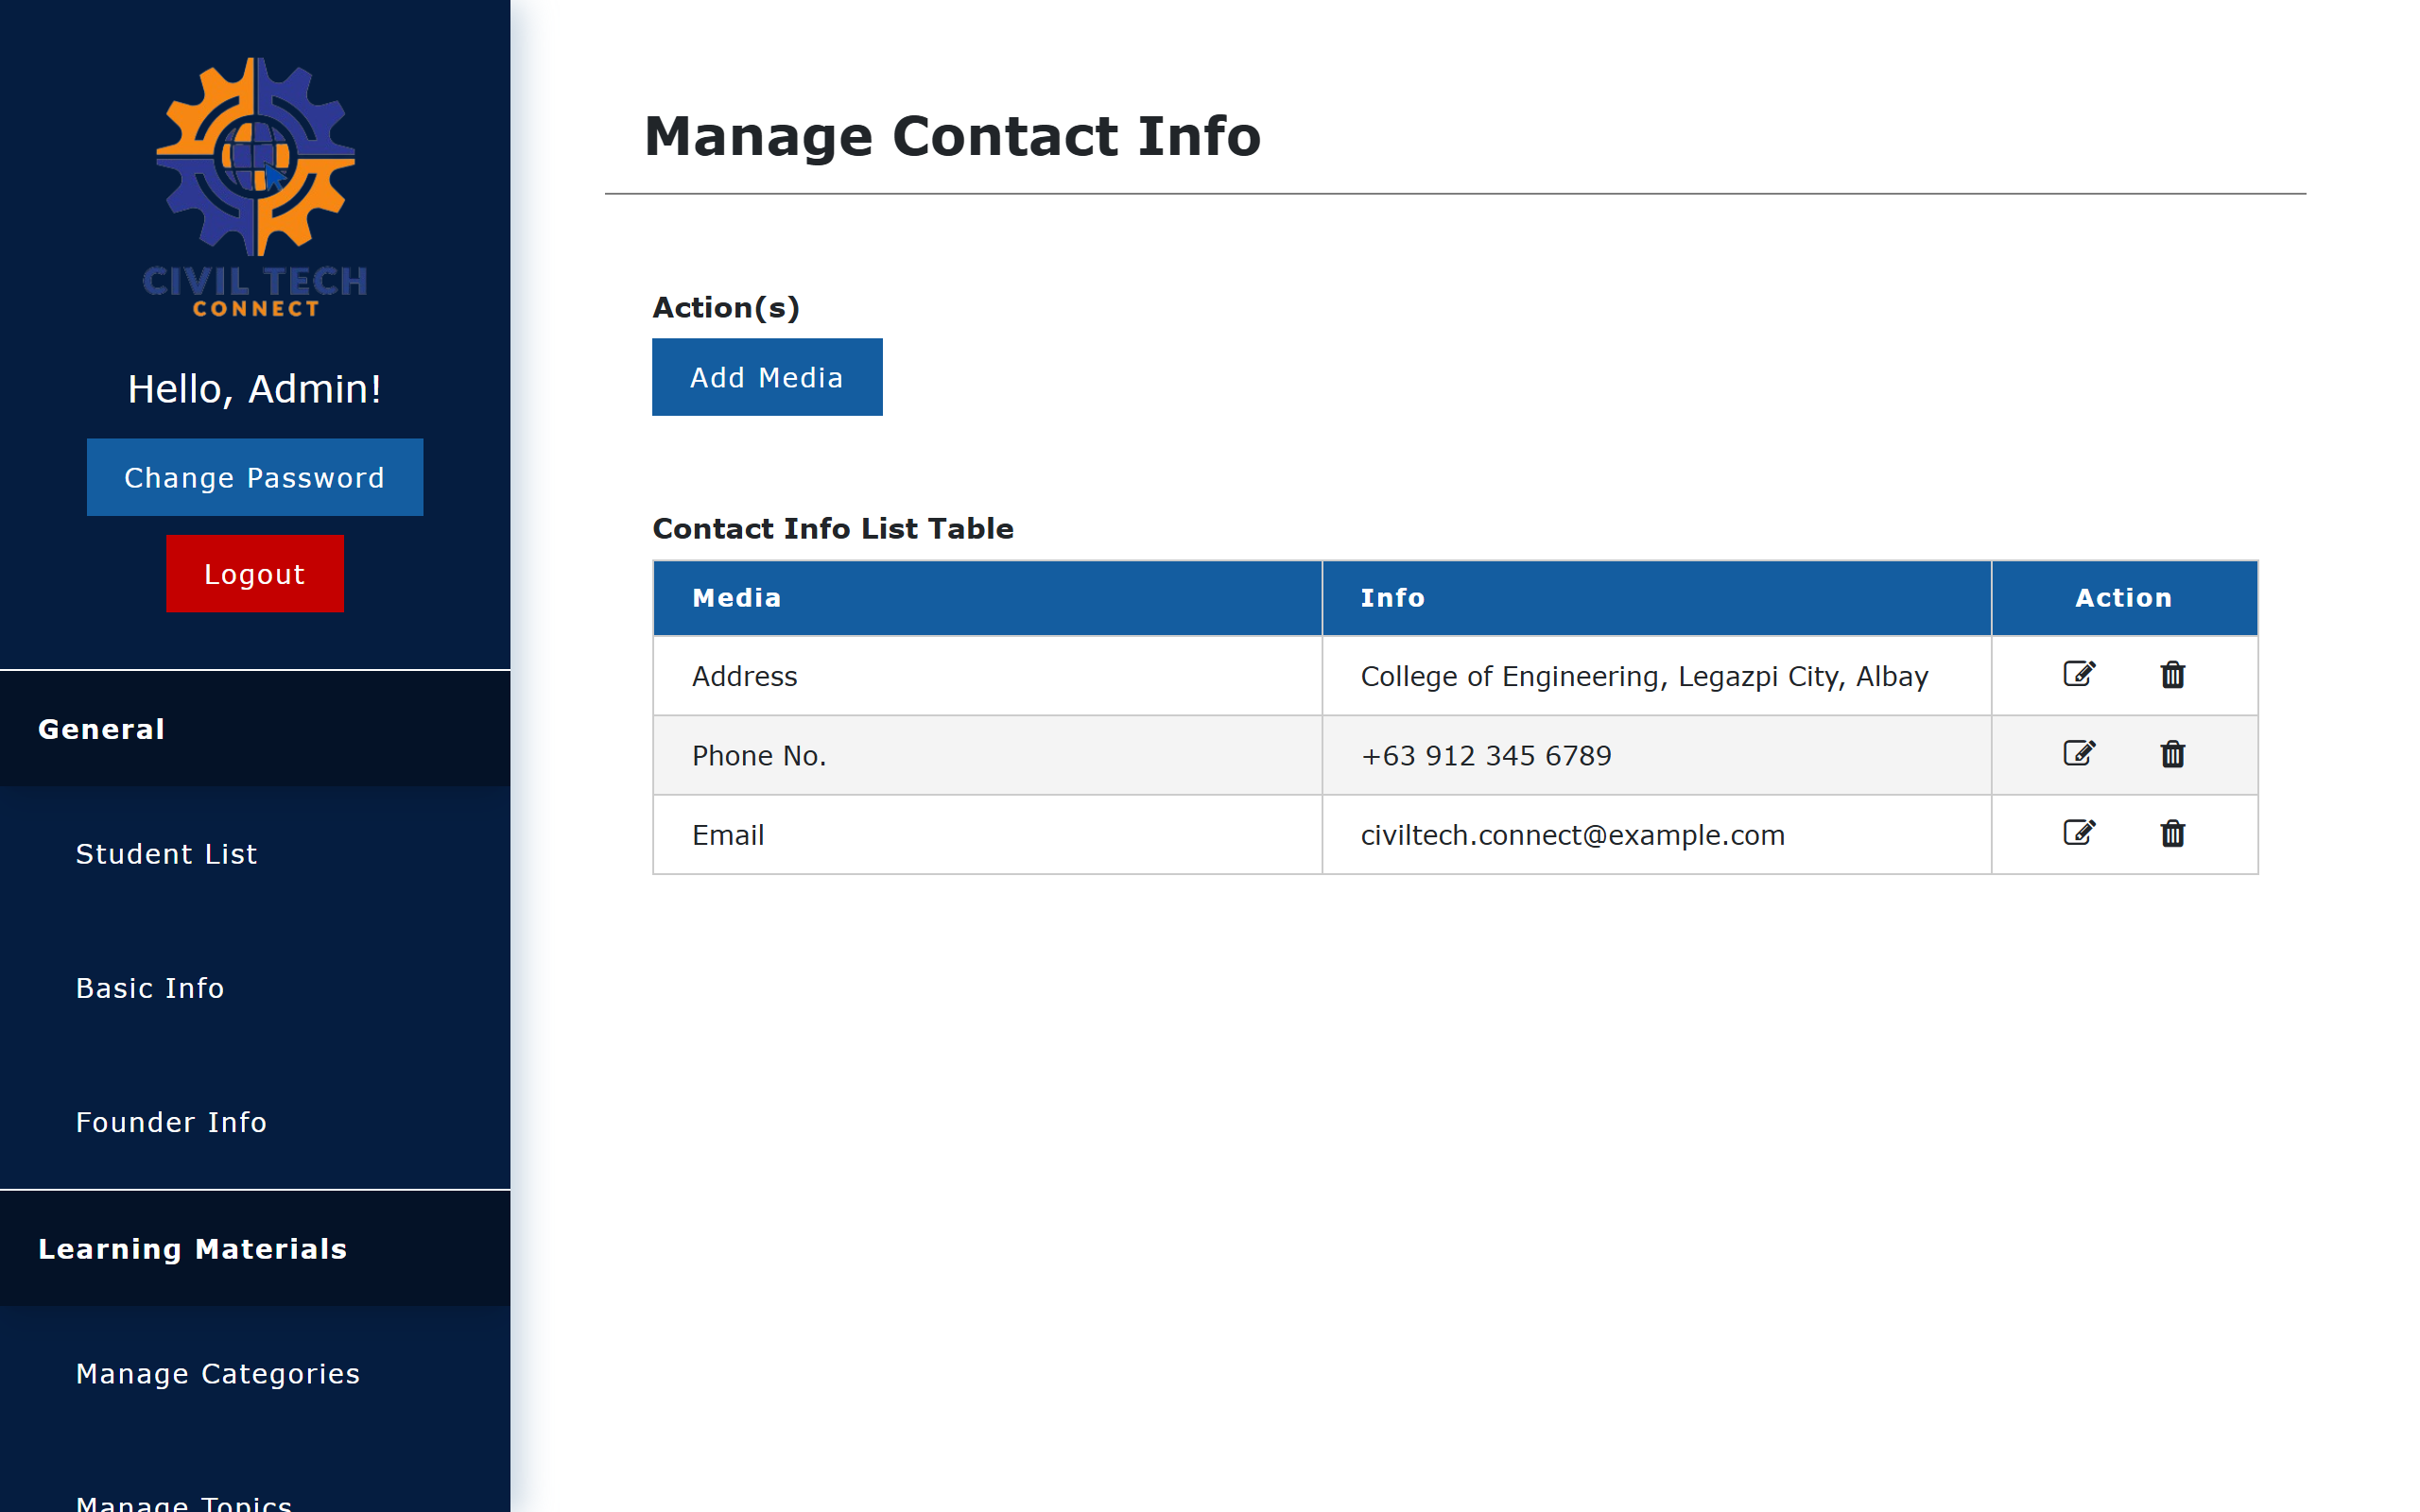 CIVIL TECH
CONNECT
Hello, Admin!
Change Password
Logout
General
Student List
Basic Info
Founder Info
Learning Materials
Manage Categories
Manage Topics
Manage Contact Info
Action(s)
Add Media
Contact Info List Table
Media Info Action
Address College of Engineering, Legazpi City, Albay
Phone No. +63 912 345 6789
Email civiltech.connect@example.com